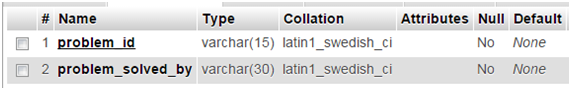 # Name Type Collation Attributes Null Default
1 problem_id varchar(15) latin1_swedish_ci No None
2 problem_solved_by varchar(30) latin1_swedish_ci No None